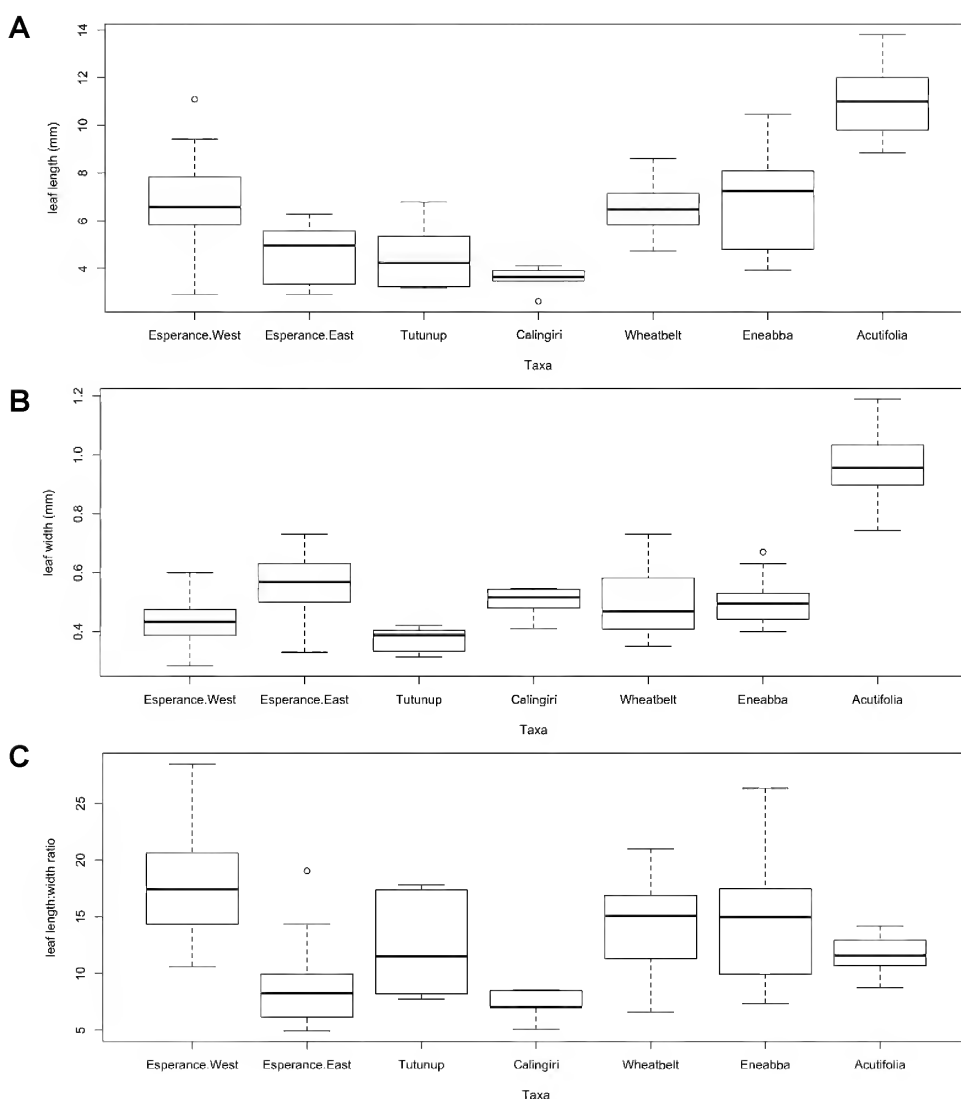 A
14
12
10
8
6
4
leaf length (mm)
Esperance.West Esperance.East Tutunup Calingiri Wheatbelt Eneabba Acutifolia
Taxa
B
1.2
1.0
0.8
0.6
0.4
leaf width (mm)
Esperance.West Esperance.East Tutunup Calingiri Wheatbelt Eneabba Acutifolia
Taxa
C
25
20
15
10
5
leaf length:width ratio
Esperance.West Esperance.East Tutunup Calingiri Wheatbelt Eneabba Acutifolia
Taxa